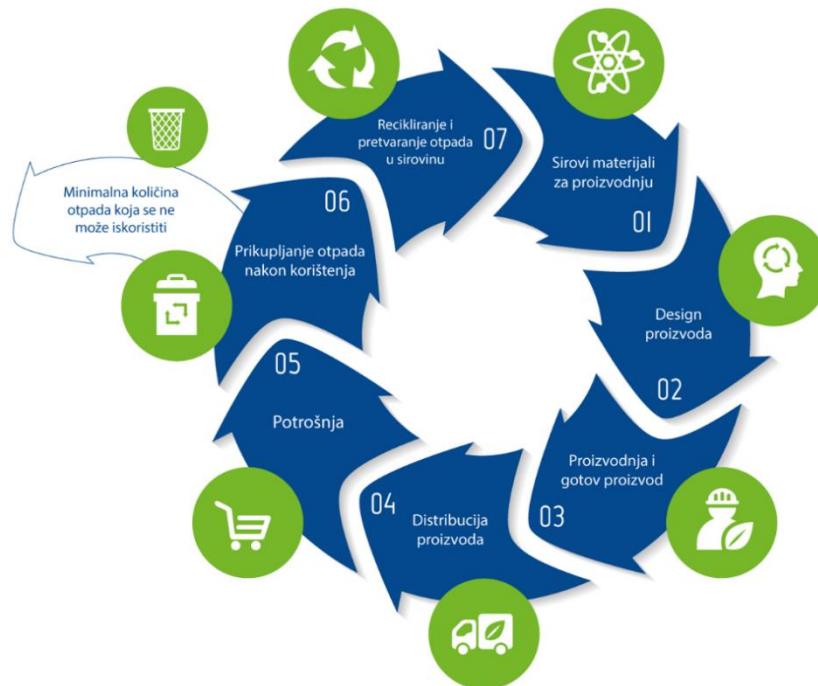 Sirovi materijali
za proizvodnju
01
Design
proizvoda
02
Proizvodnja i
gotov proizvod
03
04
Distribucija
proizvoda
05
Potrošnja
06
Prikupljanje otpada
nakon korištenja
Minimalna količina
otpada koja se ne
može iskoristiti
Recikliranje i
pretvaranje otpada
u sirovinu
07